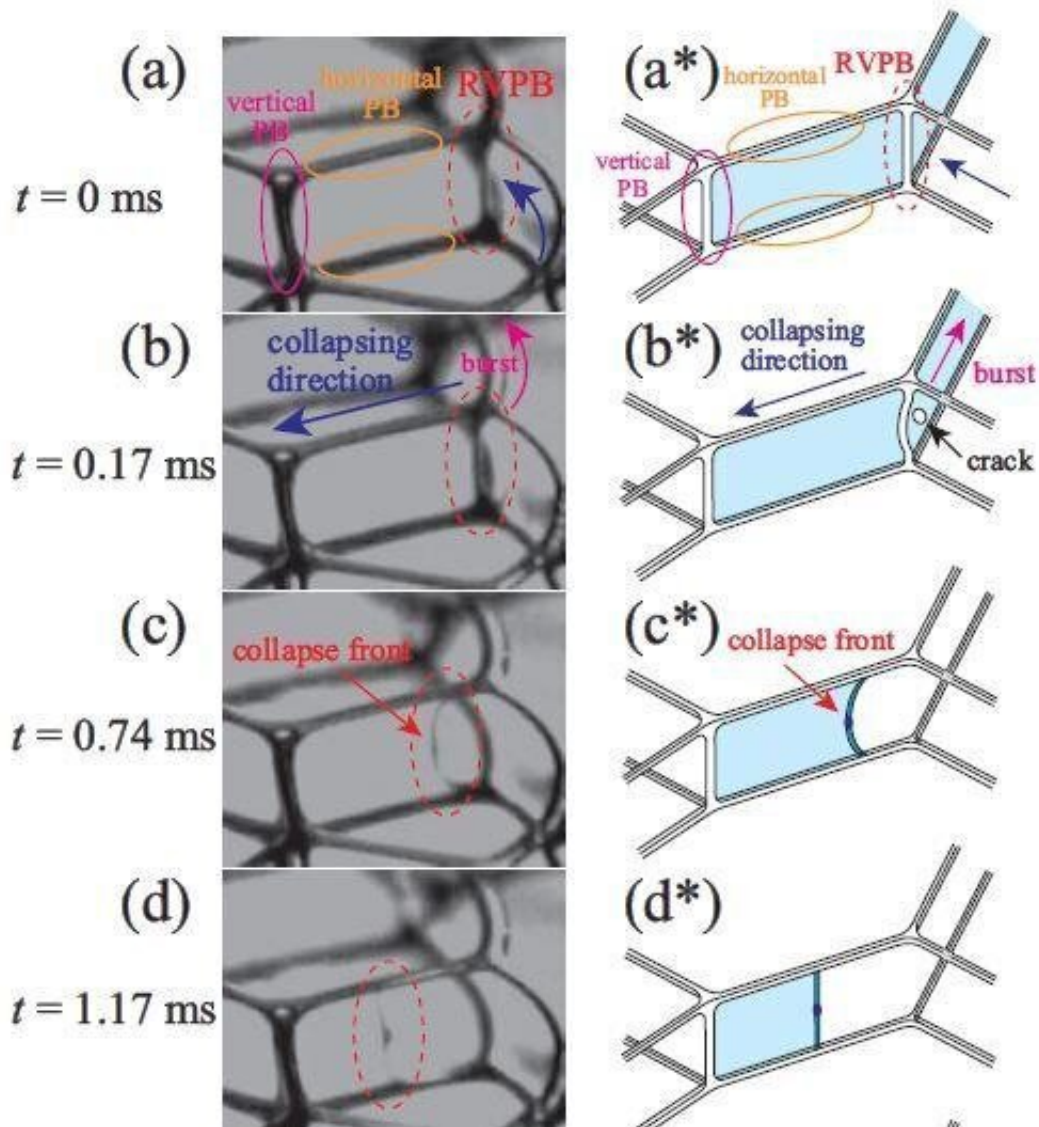 (a)
vertical
PB
horizontal
PB
RVPB
t = 0 ms
(a*)
horizontal
PB
RVPB
vertical
PB
(b)
collapsing
direction
burst
t = 0.17 ms
(b*)
collapsing
direction
burst
crack
(c)
collapse front
t = 0.74 ms
(c*)
collapse front
(d)
t = 1.17 ms
(d*)